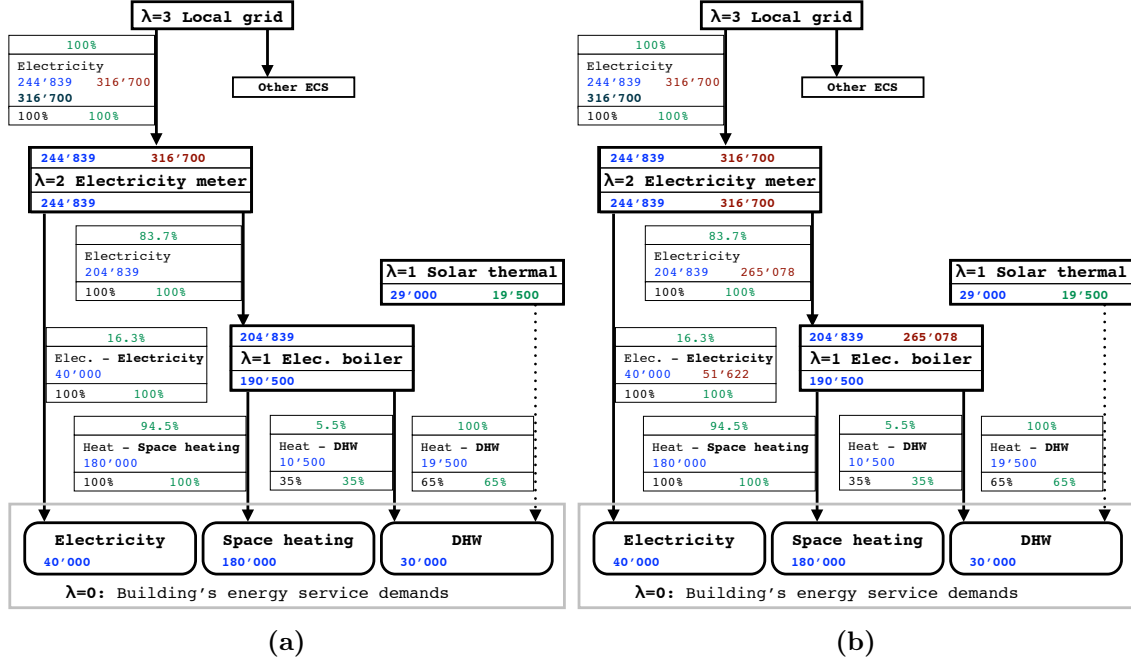 λ=3 Local grid
100%
Electricity
244’839 316’700
316’700
100% 100%
Other ECS
244’839 316’700
λ=2 Electricity meter
244’839
83.7%
Electricity
204’839
100% 100%
λ=1 Solar thermal
29’000 19’500
16.3%
Elec. – Electricity
40’000
100% 100%
204’839
λ=1 Elec. boiler
190’500
94.5%
Heat – Space heating
180’000
100% 100%
5.5%
Heat – DHW
10’500
35% 35%
100%
Heat – DHW
19’500
65% 65%
Electricity
40’000
Space heating
180’000
DHW
30’000
λ=0: Building’s energy service demands
(a)
λ=3 Local grid
100%
Electricity
244’839 316’700
316’700
100% 100%
Other ECS
244’839 316’700
λ=2 Electricity meter
244’839 316’700
83.7%
Electricity
204’839 265’078
100% 100%
λ=1 Solar thermal
29’000 19’500
16.3%
Elec. – Electricity
40’000 51’622
100% 100%
204’839 265’078
λ=1 Elec. boiler
190’500
94.5%
Heat – Space heating
180’000
100% 100%
5.5%
Heat – DHW
10’500
35% 35%
100%
Heat – DHW
19’500
65% 65%
Electricity
40’000
Space heating
180’000
DHW
30’000
λ=0: Building’s energy service demands
(b)